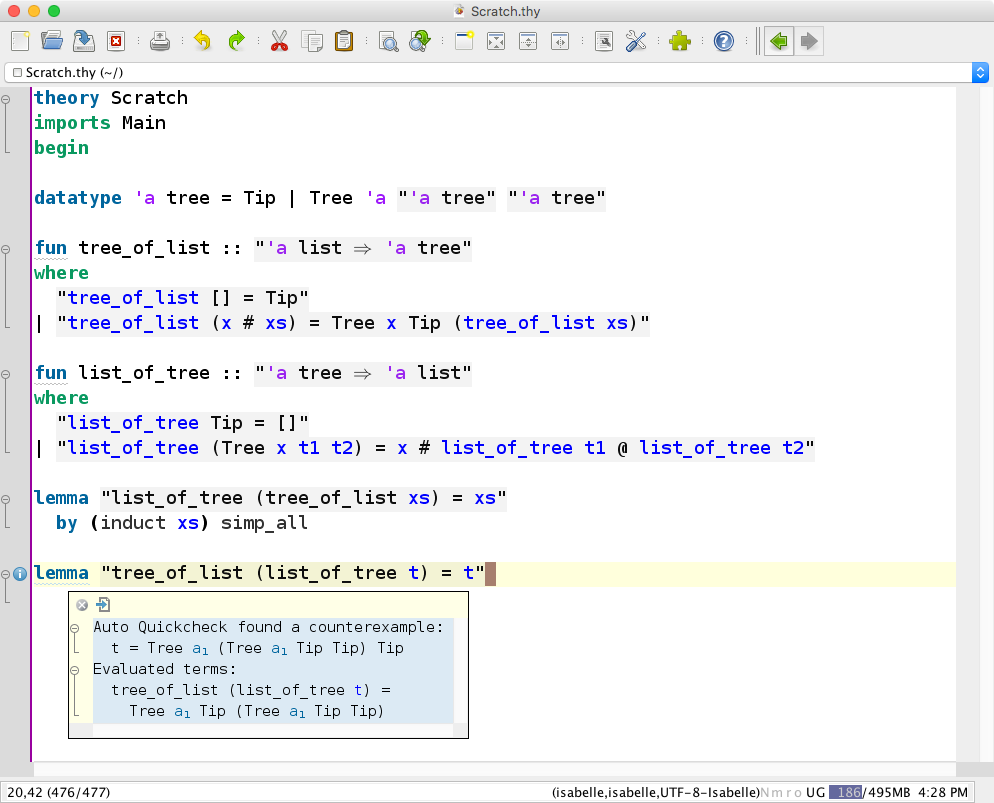 Scratch.thy
Scratch.thy (~/)
theory Scratch
imports Main
begin
datatype 'a tree = Tip | Tree 'a "'a tree" "'a tree"
fun tree_of_list :: "'a list ⇒ 'a tree"
where
"tree_of_list [] = Tip"
| "tree_of_list (x # xs) = Tree x Tip (tree_of_list xs)"
fun list_of_tree :: "'a tree ⇒ 'a list"
where
"list_of_tree Tip = []"
| "list_of_tree (Tree x t1 t2) = x # list_of_tree t1 @ list_of_tree t2"
lemma "list_of_tree (tree_of_list xs) = xs"
by (induct xs) simp_all
lemma "tree_of_list (list_of_tree t) = t"
Auto Quickcheck found a counterexample:
t = Tree a₁ (Tree a₁ Tip Tip) Tip
Evaluated terms:
tree_of_list (list_of_tree t) =
Tree a₁ Tip (Tree a₁ Tip Tip)
20,42 (476/477) (isabelle,isabelle,UTF-8-Isabelle)N m r o UG 186/495MB 4:28 PM